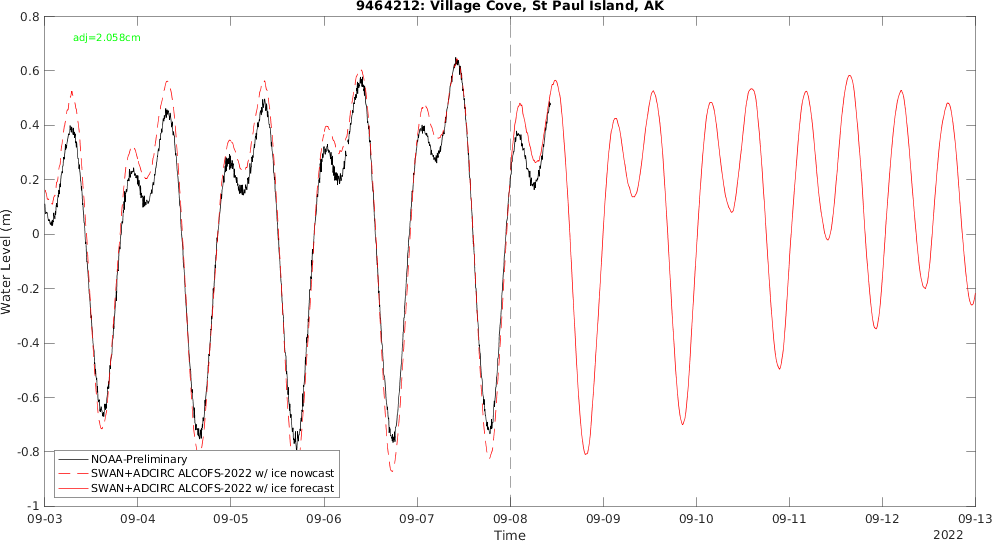 9464212: Village Cove, St Paul Island, AK
adj=2.058cm
0.8
0.6
0.4
0.2
0
-0.2
-0.4
-0.6
-0.8
-1
Water Level (m)
NOAA-Preliminary
SWAN+ADCIRC ALCOFS-2022 w/ ice nowcast
SWAN+ADCIRC ALCOFS-2022 w/ ice forecast
09-03 09-04 09-05 09-06 09-07 09-08 09-09 09-10 09-11 09-12 09-13
Time
2022